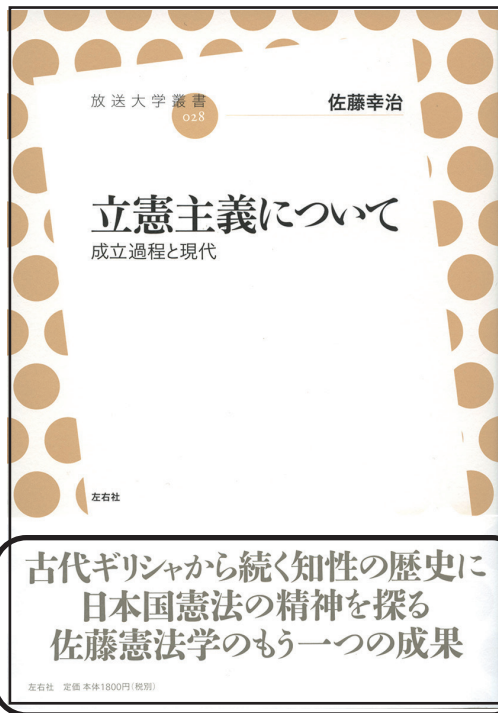 放送大学叢書
028
佐藤幸治
立憲主義について
成立過程と現代
左右社
古代ギリシャから続く知性の歴史に
日本国憲法の精神を探る
佐藤憲法学のもう一つの成果
左右社 定価 本体1800円(税別)